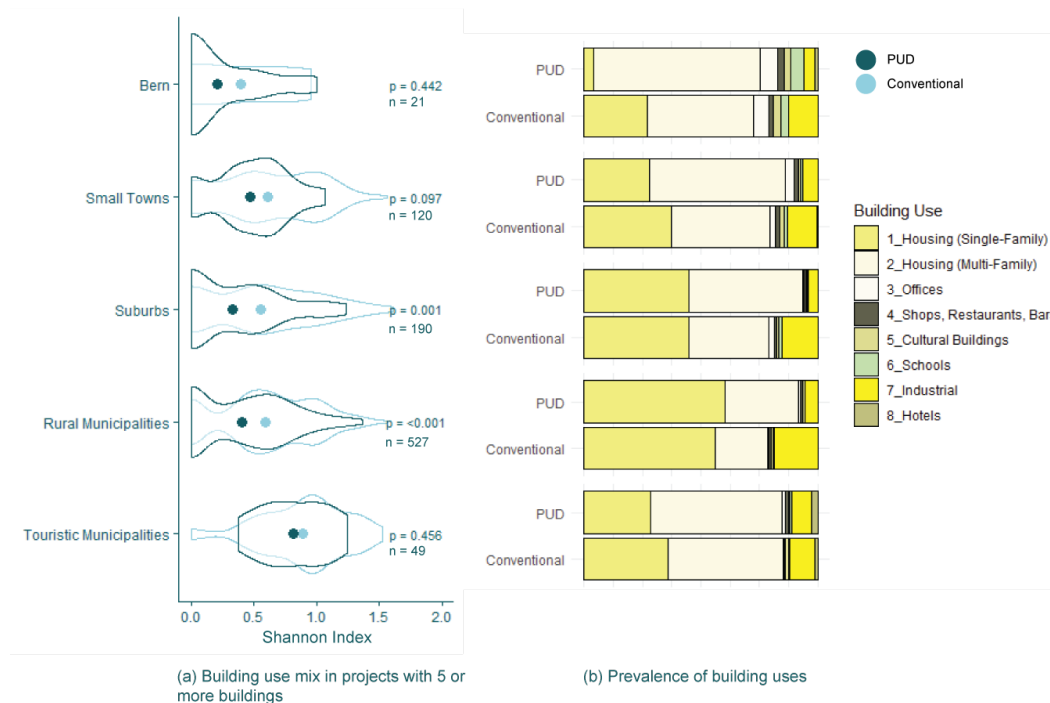 Bern
p = 0.442
n = 21
Small Towns
p = 0.097
n = 120
Suburbs
p = 0.001
n = 190
Rural Municipalities
p = <0.001
n = 527
Touristic Municipalities
p = 0.456
n = 49
0.0 0.5 1.0 1.5 2.0
Shannon Index
(a) Building use mix in projects with 5 or
more buildings
PUD
Conventional
PUD
Conventional
PUD
Conventional
PUD
Conventional
PUD
Conventional
(b) Prevalence of building uses
PUD
Conventional
Building Use
1_Housing (Single-Family)
2_Housing (Multi-Family)
3_Offices
4_Shops, Restaurants, Bar
5_Cultural Buildings
6_Schools
7_Industrial
8_Hotels